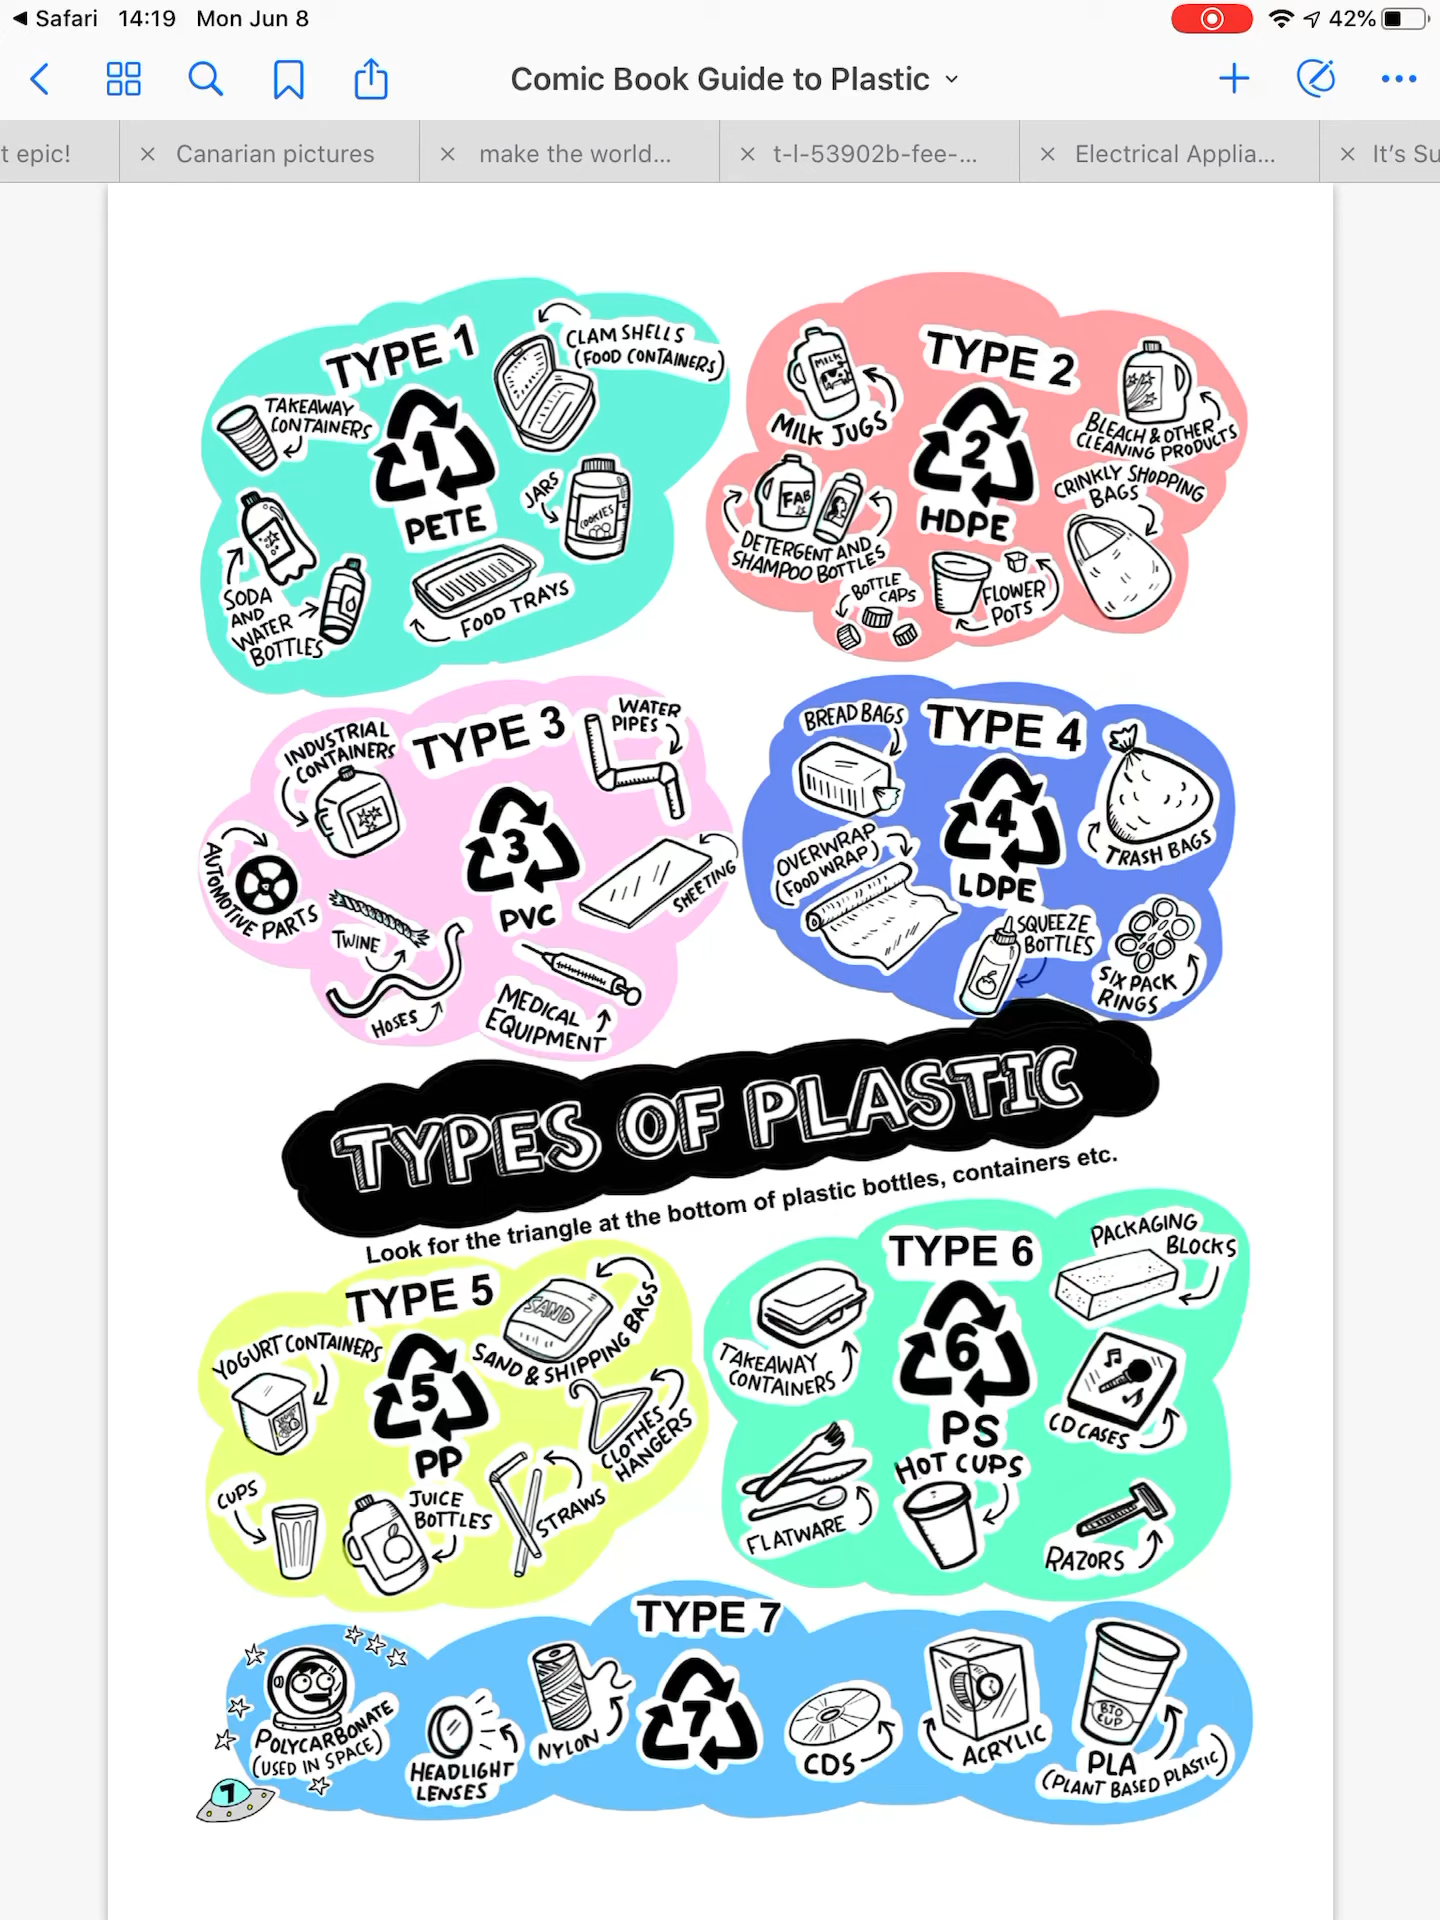 Safari 14:19 Mon Jun 8
42%
Comic Book Guide to Plastic
t epic!
Canarian pictures
make the world...
t-l-53902b-fee-...
Electrical Applia...
It's Su
TYPE 1
CLAM SHELLS
(FOOD CONTAINERS)
TAKEAWAY
CONTAINERS
1
PETE
JARS
COOKIES
SODA
AND
WATER
BOTTLES
FOOD TRAYS
TYPE 2
MILK
MILK JUGS
2
HDPE
BLEACH & OTHER
CLEANING PRODUCTS
CRINKLY SHOPPING
BAGS
FAB
DETERGENT AND
SHAMPOO BOTTLES
BOTTLE
CAPS
FLOWER
POTS
TYPE 3
INDUSTRIAL
CONTAINERS
WATER
PIPES
3
PVC
AUTOMOTIVE PARTS
TWINE
SHEETING
HOSES
MEDICAL
EQUIPMENT
TYPE 4
BREAD BAGS
4
LDPE
TRASH BAGS
OVERWRAP
(FOOD WRAP)
SQUEEZE
BOTTLES
SIX PACK
RINGS
TYPES OF PLASTIC
Look for the triangle at the bottom of plastic bottles, containers etc.
TYPE 5
SAND
SAND & SHIPPING BAGS
YOGURT CONTAINERS
5
PP
CLOTHES
HANGERS
CUPS
JUICE
BOTTLES
STRAWS
TYPE 6
PACKAGING
BLOCKS
TAKEAWAY
CONTAINERS
6
PS
CD CASES
HOT CUPS
FLATWARE
RAZORS
TYPE 7
7
POLYCARBONATE
(USED IN SPACE)
HEADLIGHT
LENSES
NYLON
CDS
ACRYLIC
BIO
CUP
PLA
(PLANT BASED PLASTIC)
7